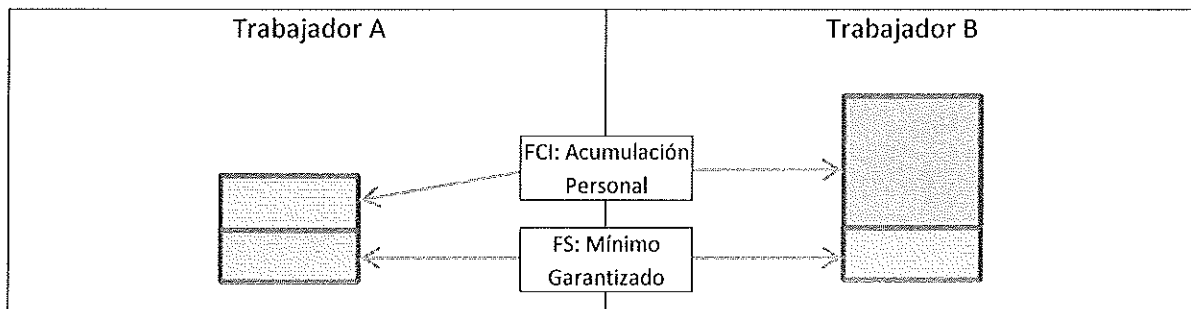 Trabajador A
Trabajador B
FCI: Acumulación
Personal
FS: Mínimo
Garantizado